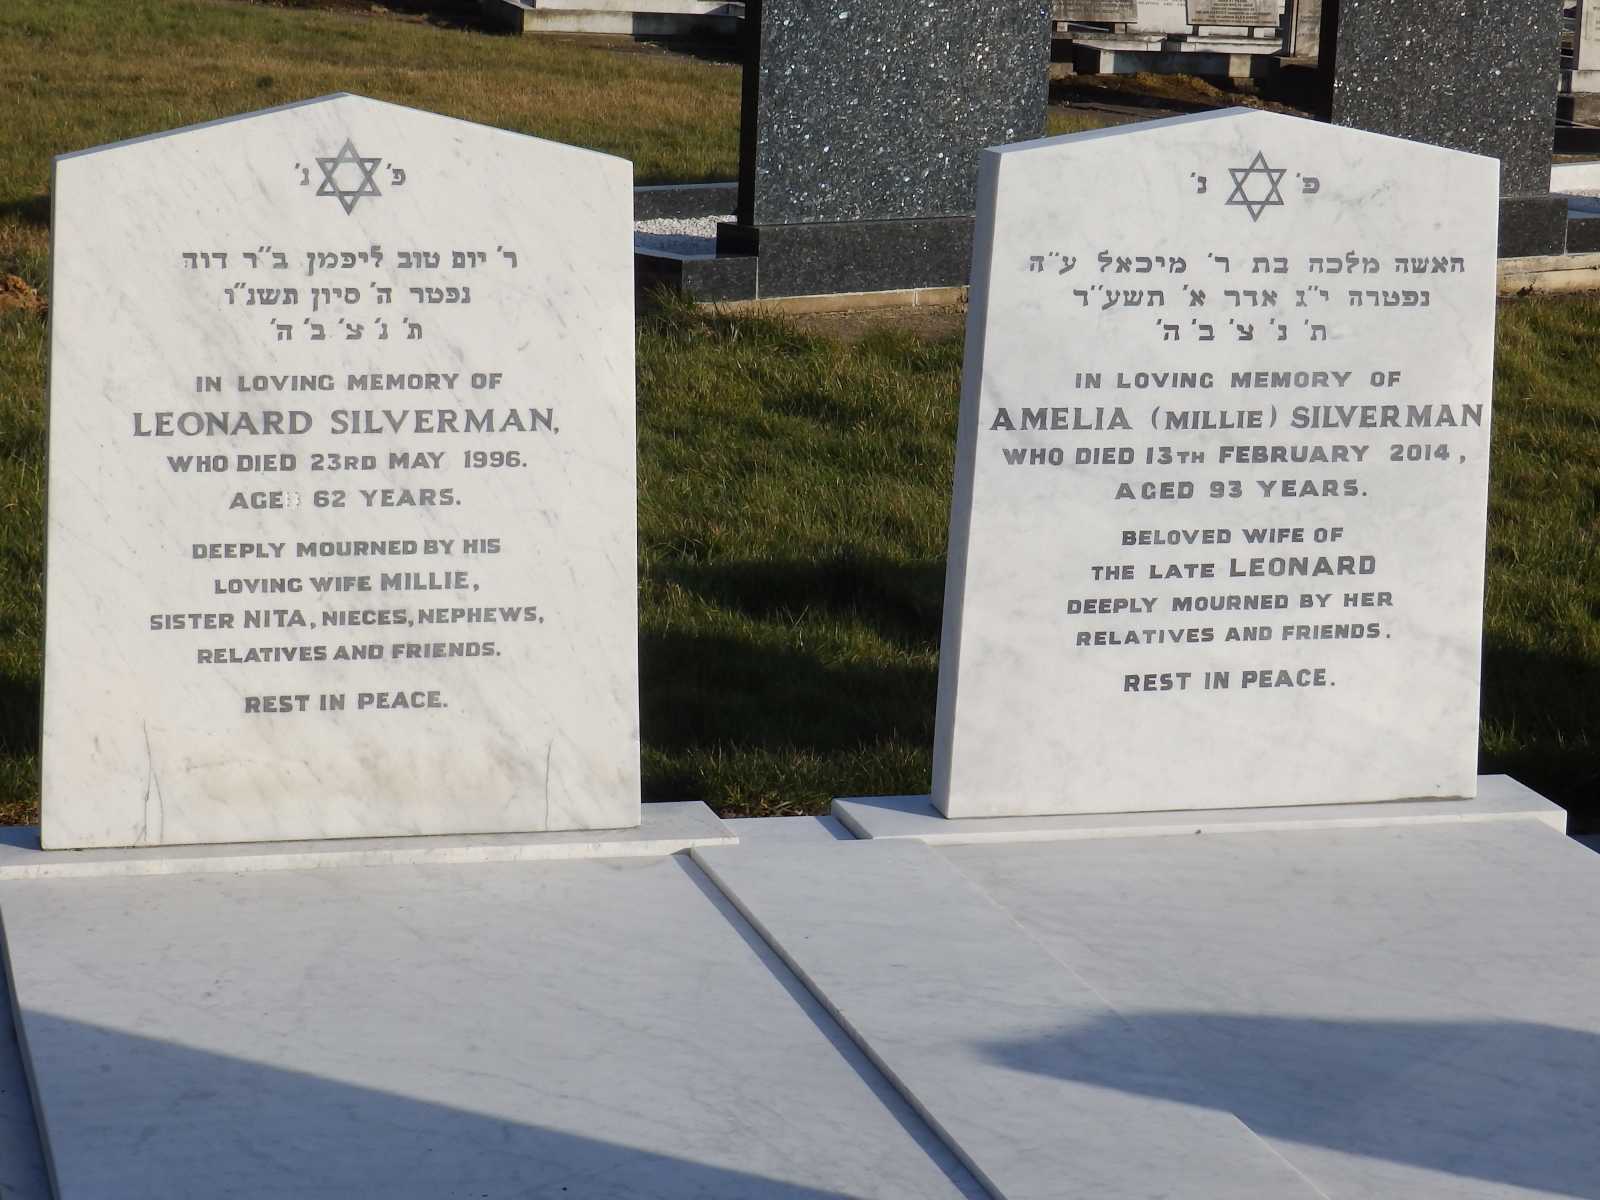 פ׳ נ׳
ר׳ יום טוב ליפמן ב״ר דוד
נפטר ה׳ סיון תשנ״ו
ת׳ נ׳ צ׳ ב׳ ה׳
IN LOVING MEMORY OF
LEONARD SILVERMAN,
WHO DIED 23RD MAY 1996.
AGED 62 YEARS.
DEEPLY MOURNED BY HIS
LOVING WIFE MILLIE,
SISTER NITA, NIECES, NEPHEWS,
RELATIVES AND FRIENDS.
REST IN PEACE.
פ׳ נ׳
האשה מלכה בת ר׳ מיכאל ע״ה
נפטרה י״ג אדר א׳ תשע״ד
ת׳ נ׳ צ׳ ב׳ ה׳
IN LOVING MEMORY OF
AMELIA (MILLIE) SILVERMAN
WHO DIED 13TH FEBRUARY 2014,
AGED 93 YEARS.
BELOVED WIFE OF
THE LATE LEONARD
DEEPLY MOURNED BY HER
RELATIVES AND FRIENDS.
REST IN PEACE.